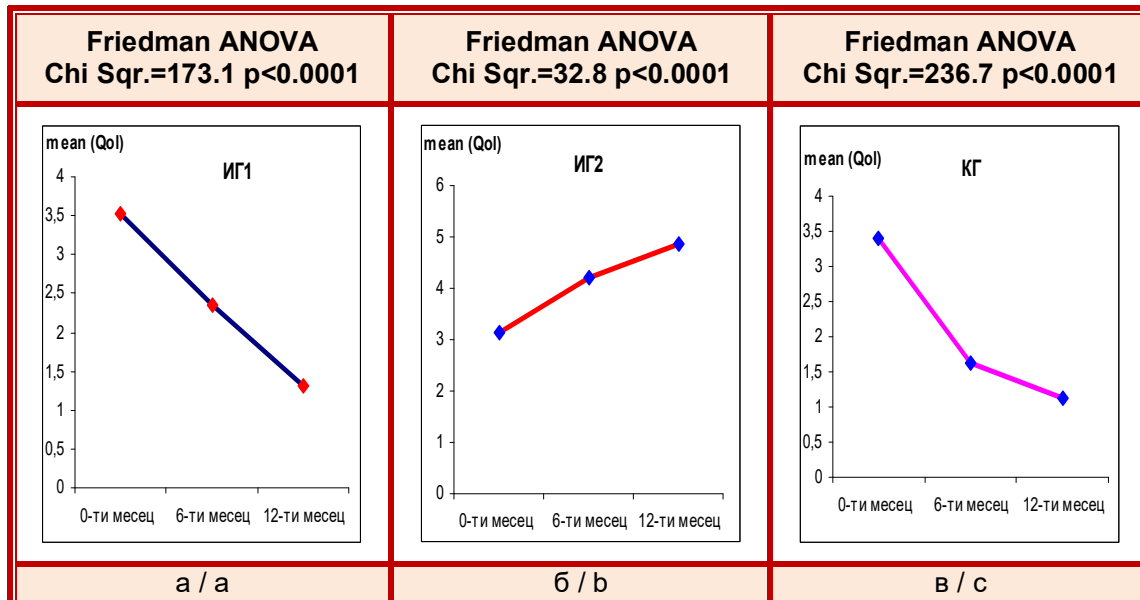 Friedman ANOVA
Chi Sqr.=173.1 p<0.0001
Friedman ANOVA
Chi Sqr.=32.8 p<0.0001
Friedman ANOVA
Chi Sqr.=236.7 p<0.0001
mean (Qol)
ИГ1
4
3,5
3
2,5
2
1,5
1
0,5
0
0-ти месец 6-ти месец 12-ти месец
mean (Qol)
ИГ2
6
5
4
3
2
1
0
0-ти месец 6-ти месец 12-ти месец
mean (Qol)
КГ
4
3,5
3
2,5
2
1,5
1
0,5
0
0-ти месец 6-ти месец 12-ти месец
а / a
б / b
в / c